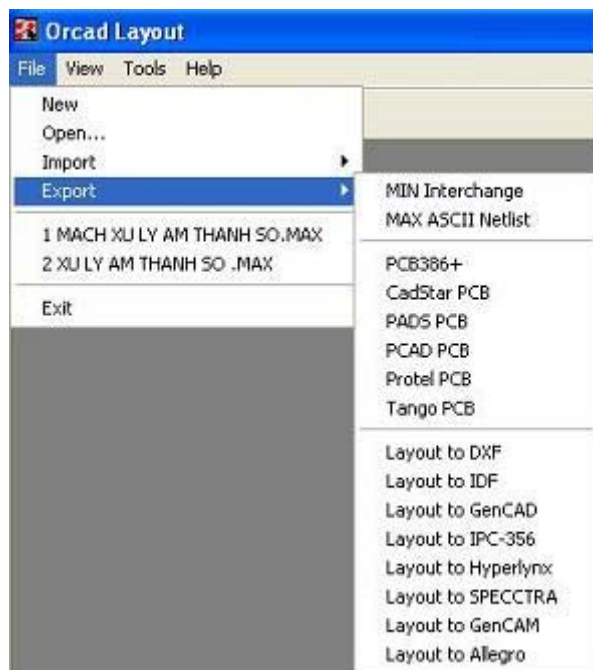 Orcad Layout
File View Tools Help
New
Open...
Import
Export
1 MACH XU LY AM THANH SO.MAX
2 XU LY AM THANH SO .MAX
Exit
MIN Interchange
MAX ASCII Netlist
PCB386+
CadStar PCB
PADS PCB
PCAD PCB
Protel PCB
Tango PCB
Layout to DXF
Layout to IDF
Layout to GenCAD
Layout to IPC-356
Layout to Hyperlynx
Layout to SPECCTRA
Layout to GenCAM
Layout to Allegro